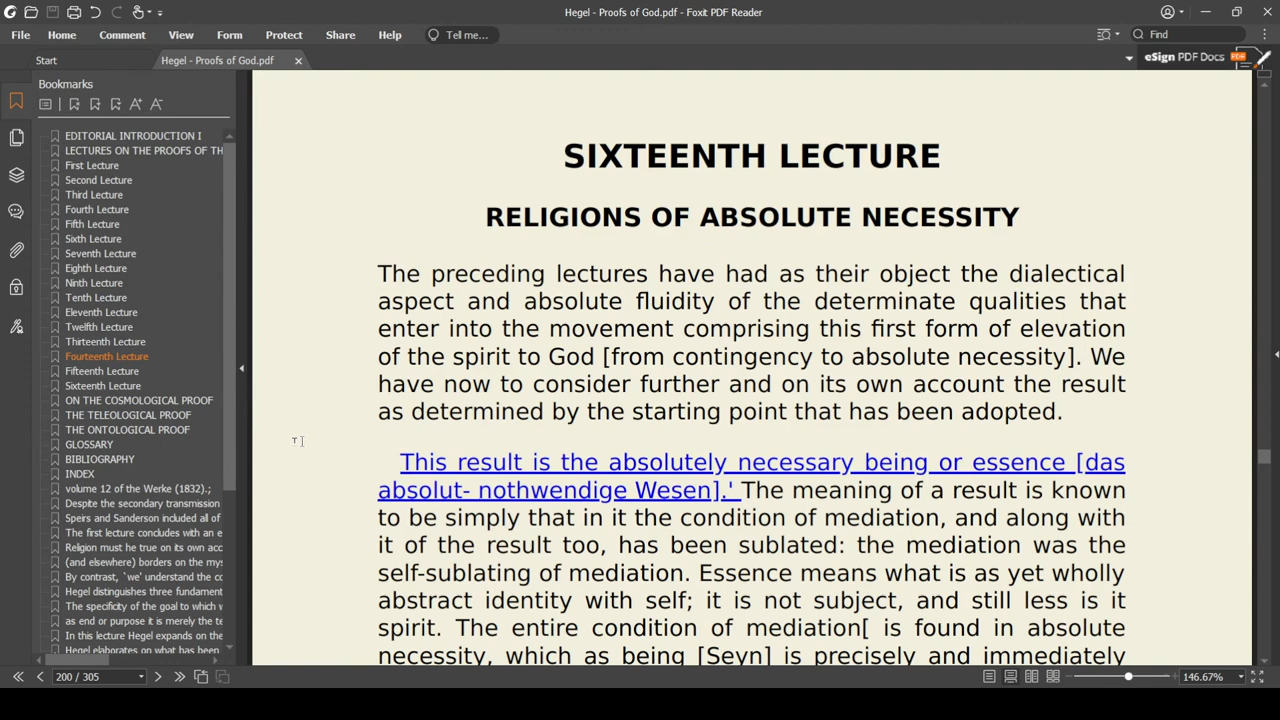 Hegel - Proofs of God.pdf - Foxit PDF Reader
File Home Comment View Form Protect Share Help Tell me... Find
Start Hegel - Proofs of God.pdf eSign PDF Docs
Bookmarks
EDITORIAL INTRODUCTION I
LECTURES ON THE PROOFS OF TH
First Lecture
Second Lecture
Third Lecture
Fourth Lecture
Fifth Lecture
Sixth Lecture
Seventh Lecture
Eighth Lecture
Ninth Lecture
Tenth Lecture
Eleventh Lecture
Twelfth Lecture
Thirteenth Lecture
Fourteenth Lecture
Fifteenth Lecture
Sixteenth Lecture
ON THE COSMOLOGICAL PROOF
THE TELEOLOGICAL PROOF
THE ONTOLOGICAL PROOF
GLOSSARY
BIBLIOGRAPHY
INDEX
volume 12 of the Werke (1832).;
Despite the secondary transmission
Speirs and Sanderson included all of
The first lecture concludes with an e
Religion must he true on its own acc
(and elsewhere) borders on the mys
By contrast, `we' understand the co
Hegel distinguishes three fundament
The specificity of the goal to which w
as end or purpose it is merely the te
In this lecture Hegel expands on the
Hegel elaborates on what has been
SIXTEENTH LECTURE
RELIGIONS OF ABSOLUTE NECESSITY
The preceding lectures have had as their object the dialectical
aspect and absolute fluidity of the determinate qualities that
enter into the movement comprising this first form of elevation
of the spirit to God [from contingency to absolute necessity]. We
have now to consider further and on its own account the result
as determined by the starting point that has been adopted.
This result is the absolutely necessary being or essence [das
absolut- nothwendige Wesen].' The meaning of a result is known
to be simply that in it the condition of mediation, and along with
it of the result too, has been sublated: the mediation was the
self-sublating of mediation. Essence means what is as yet wholly
abstract identity with self; it is not subject, and still less is it
spirit. The entire condition of mediation[ is found in absolute
necessity, which as being [Seyn] is precisely and immediately
200 / 305
146.67%